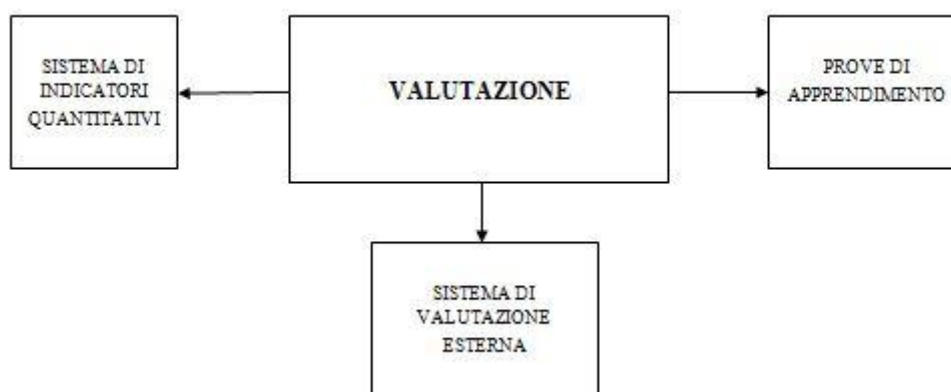 SISTEMA DI
INDICATORI
QUANTITATIVI
VALUTAZIONE
PROVE DI
APPRENDIMENTO
SISTEMA DI
VALUTAZIONE
ESTERNA